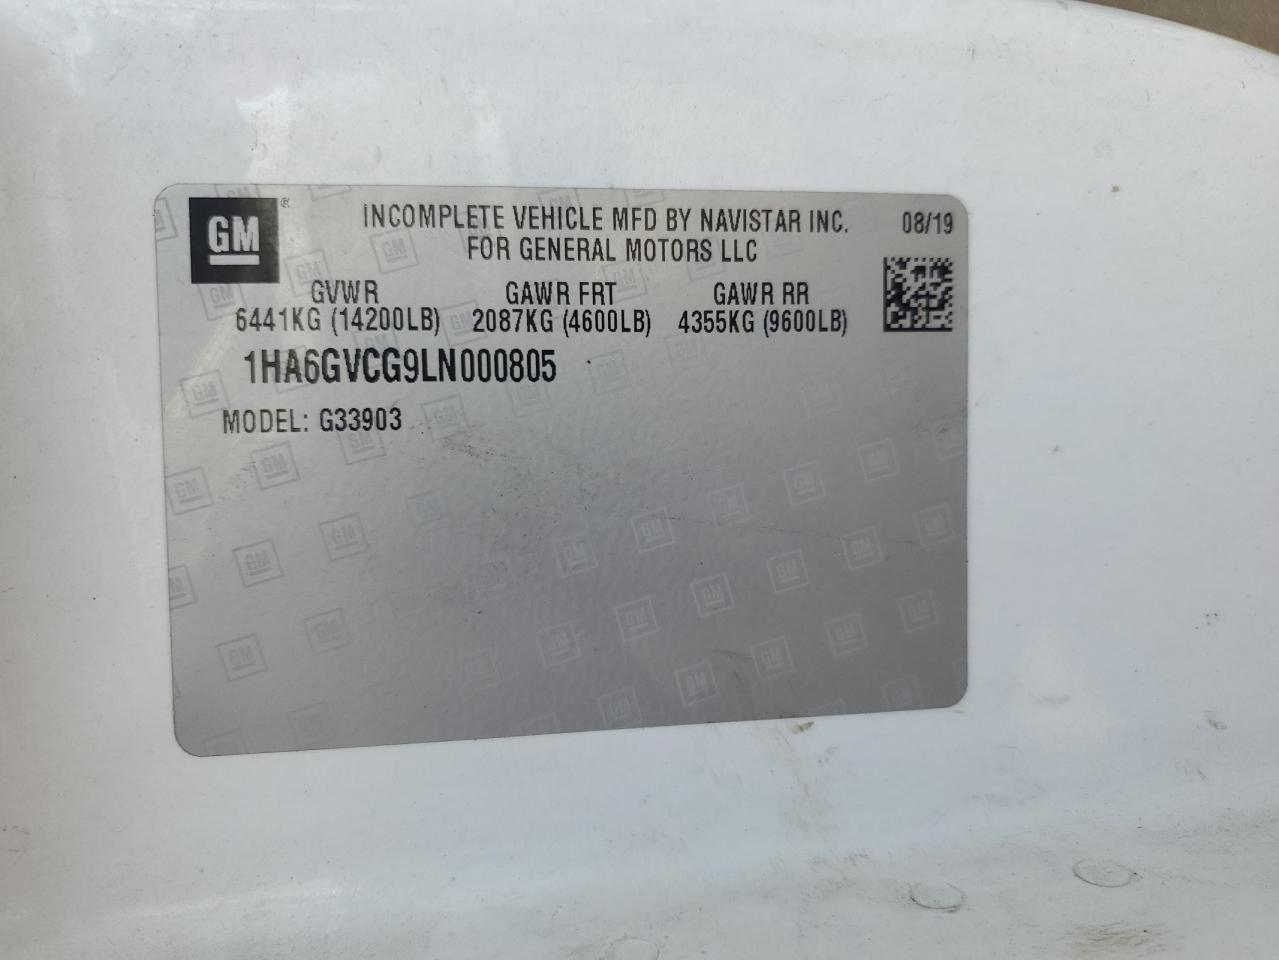 GM
INCOMPLETE VEHICLE MFD BY NAVISTAR INC. 08/19
FOR GENERAL MOTORS LLC
GVWR GAWR FRT GAWR RR
6441KG (14200LB) 2087KG (4600LB) 4355KG (9600LB)
1HA6GVCG9LN000805
MODEL: G33903